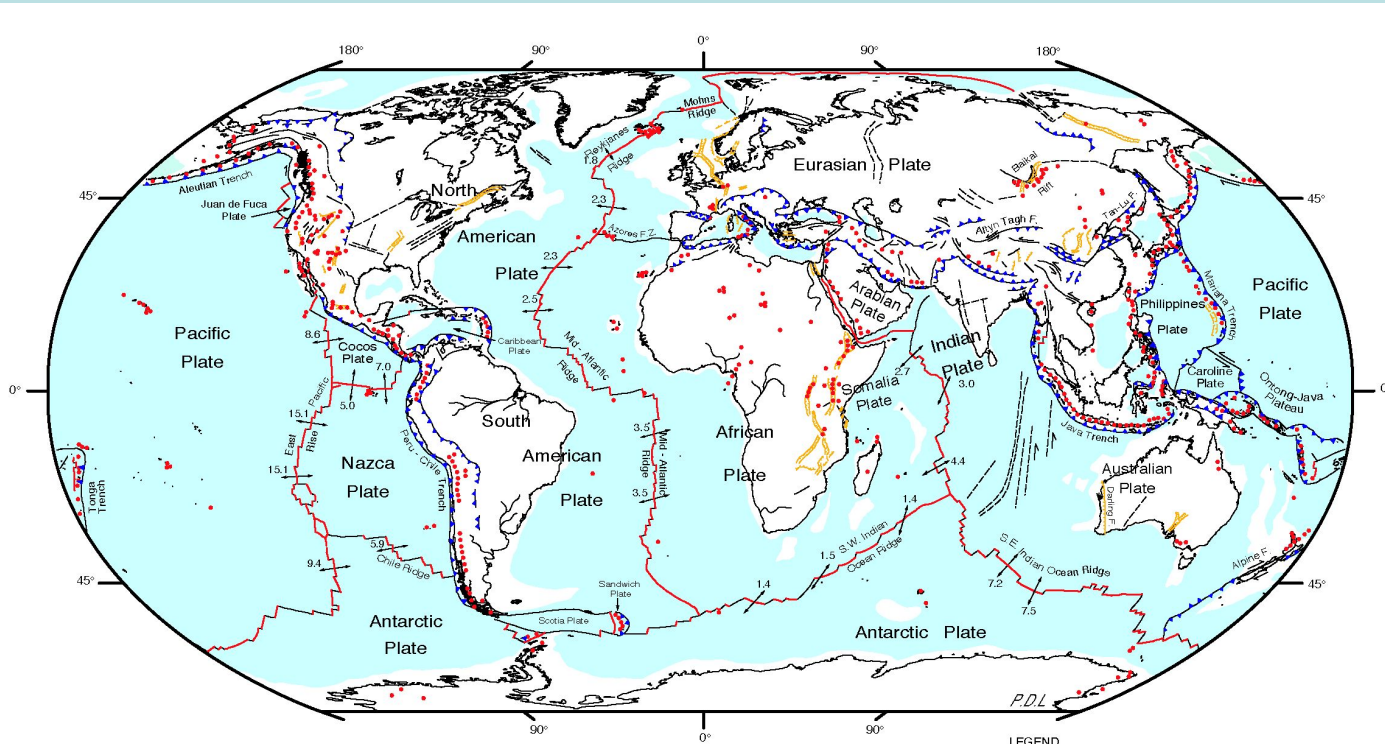 180°
90°
0°
90°
180°
Mohns
Ridge
Reykjanes
Ridge
1.8
Eurasian Plate
Baikal
Rift
Aleutian Trench
45°
45°
North
Juan de Fuca
Plate
2.3
Tan-Lu F.
Altyn Tagh F.
Azores F.Z.
American
Plate
2.3
2.5
Arabian
Plate
Mariana Trench
Pacific
Plate
Philippines
Plate
Pacific
Plate
8.6
Cocos
Plate
7.0
5.0
Caribbean
Plate
Mid - Atlantic
Ridge
Indian
Plate
2.7
3.0
Somalia
Plate
Caroline
Plate
Ontong-Java
Plateau
0°
East
Pacific
Rise
15.1
15.1
South
American
Plate
Peru - Chile Trench
Nazca
Plate
3.5
3.5
Mid - Atlantic
Ridge
African
Plate
Java Trench
Australian
Plate
Darling F.
Tonga
Trench
4.4
1.4
5.9
Chile Ridge
9.4
1.5
S.W. Indian
Ocean Ridge
1.4
S.E. Indian Ocean Ridge
7.2
7.5
Alpine F.
45°
45°
Sandwich
Plate
Scotia Plate
Antarctic
Plate
Antarctic Plate
P.D.L
90°
0°
90°
LEGEND